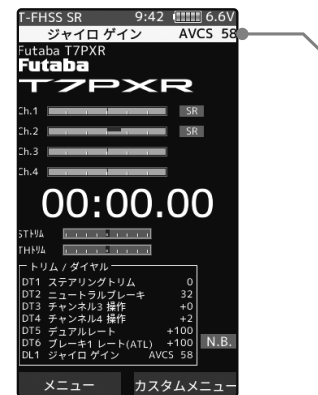 T-FHSS SR 9:42 6.6V
ジャイロ ゲイン AVCS 58
Futaba T7PXR
Futaba
T7PXR
Ch.1 SR
Ch.2 SR
Ch.3
Ch.4
00:00.00
STトリム
THトリム
トリム / ダイヤル
DT1 ステアリングトリム 0
DT2 ニュートラルブレーキ 32
DT3 チャンネル3 操作 +0
DT4 チャンネル4 操作 +2
DT5 デュアルレート +100
DT6 ブレーキ1 レート(ATL) +100 N.B.
DL1 ジャイロ ゲイン AVCS 58
メニュー カスタムメニュー